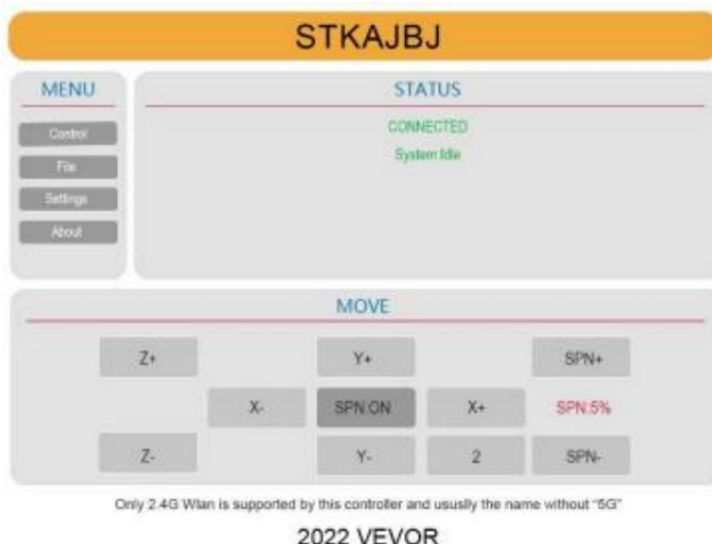 STKAJBJ
MENU
Control
File
Settings
About
STATUS
CONNECTED
System:Idle
MOVE
Z+ Y+ SPN+
X- SPN:ON X+ SPN:5%
Z- Y- 2 SPN-
Only 2.4G Wlan is supported by this controller and ususlly the name without "5G"
2022 VEVOR